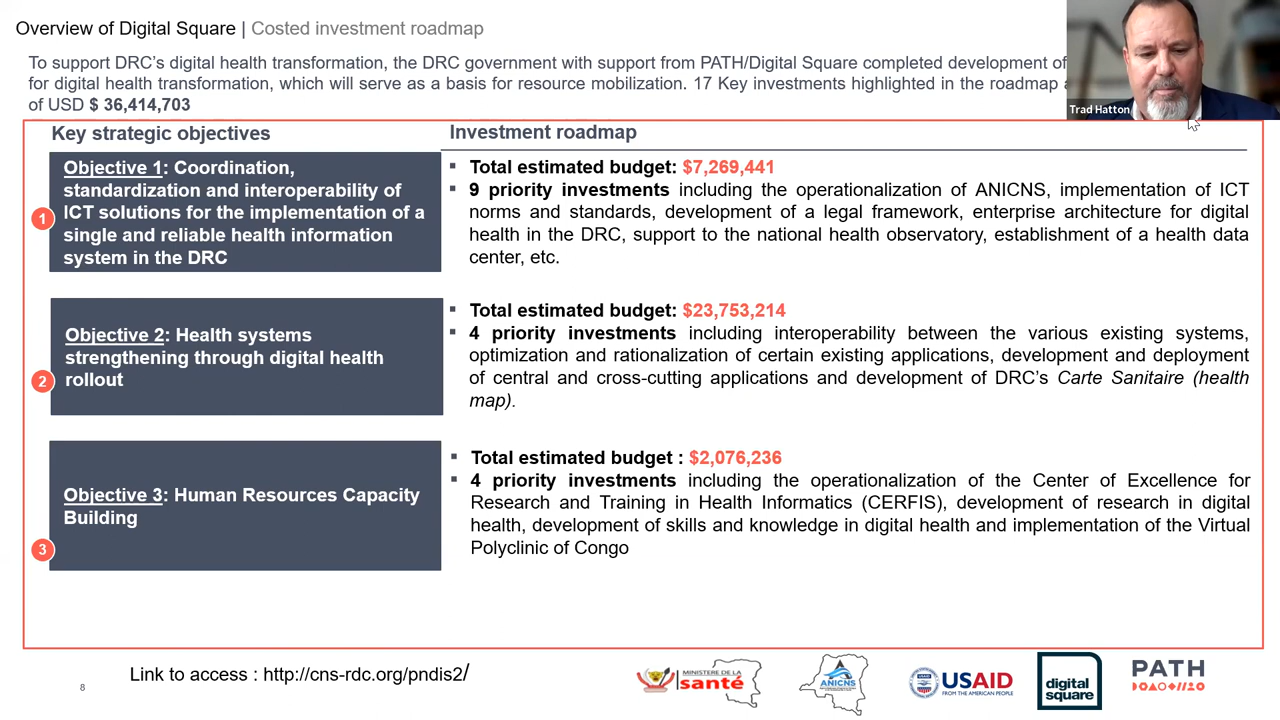 Overview of Digital Square | Costed investment roadmap
To support DRC's digital health transformation, the DRC government with support from PATH/Digital Square completed development of
for digital health transformation, which will serve as a basis for resource mobilization. 17 Key investments highlighted in the roadmap
of USD $ 36,414,703
Trad Hatton
Key strategic objectives
Investment roadmap
1
Objective 1: Coordination,
standardization and interoperability of
ICT solutions for the implementation of a
single and reliable health information
system in the DRC
▪ Total estimated budget: $7,269,441
▪ 9 priority investments including the operationalization of ANICNS, implementation of ICT
norms and standards, development of a legal framework, enterprise architecture for digital
health in the DRC, support to the national health observatory, establishment of a health data
center, etc.
2
Objective 2: Health systems
strengthening through digital health
rollout
▪ Total estimated budget: $23,753,214
▪ 4 priority investments including interoperability between the various existing systems,
optimization and rationalization of certain existing applications, development and deployment
of central and cross-cutting applications and development of DRC's Carte Sanitaire (health
map).
3
Objective 3: Human Resources Capacity
Building
▪ Total estimated budget : $2,076,236
▪ 4 priority investments including the operationalization of the Center of Excellence for
Research and Training in Health Informatics (CERFIS), development of research in digital
health, development of skills and knowledge in digital health and implementation of the Virtual
Polyclinic of Congo
8
Link to access : http://cns-rdc.org/pndis2/
MINISTERE DE LA
santé
ANICNS
USAID
FROM THE AMERICAN PEOPLE
digital
square
PATH